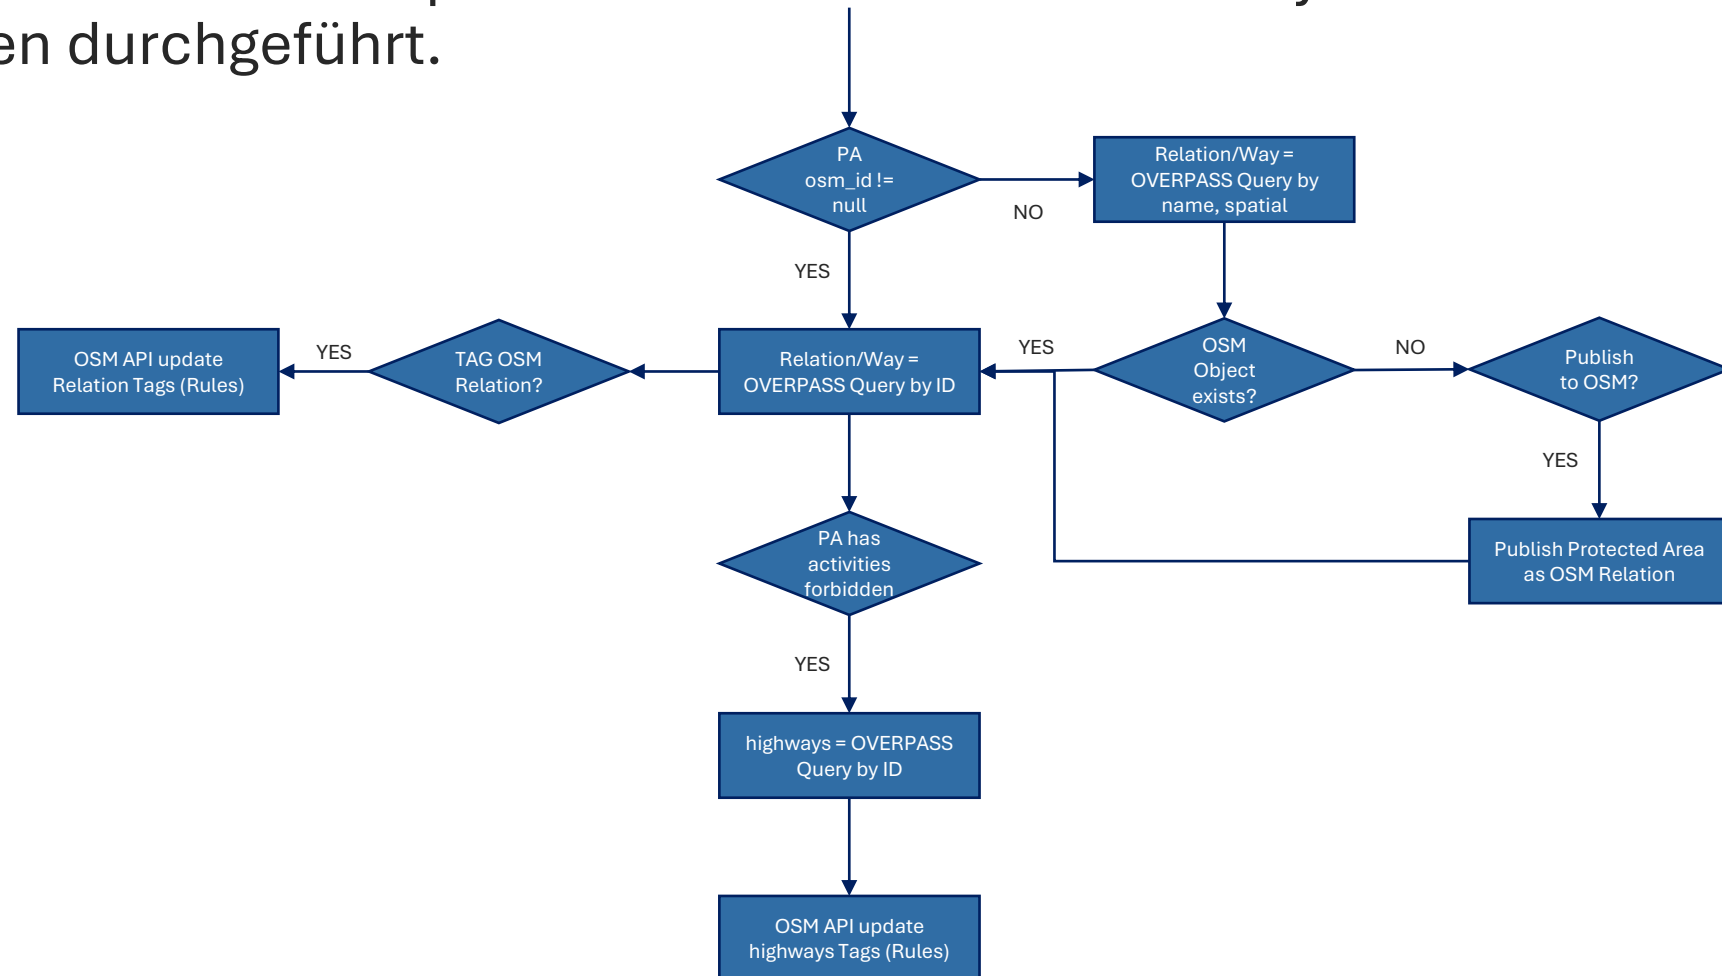 en durchgeführt.
PA
osm_id !=
null
NO
Relation/Way =
OVERPASS Query by
name, spatial
YES
OSM API update
Relation Tags (Rules)
YES
TAG OSM
Relation?
Relation/Way =
OVERPASS Query by ID
YES
OSM
Object
exists?
NO
Publish
to OSM?
YES
Publish Protected Area
as OSM Relation
PA has
activities
forbidden
YES
highways = OVERPASS
Query by ID
OSM API update
highways Tags (Rules)